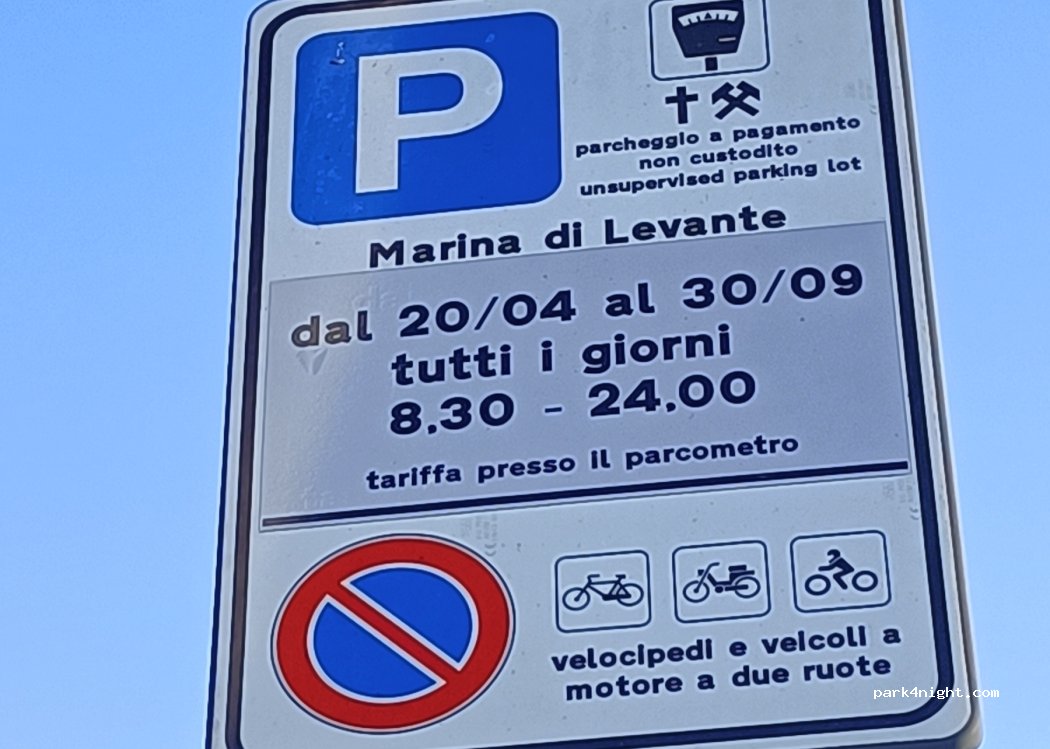 P
parcheggio a pagamento
non custodito
unsupervised parking lot
Marina di Levante
dal 20/04 al 30/09
tutti i giorni
8.30 - 24.00
tariffa presso il parcometro
velocipedi e veicoli a
motore a due ruote
park4night.com